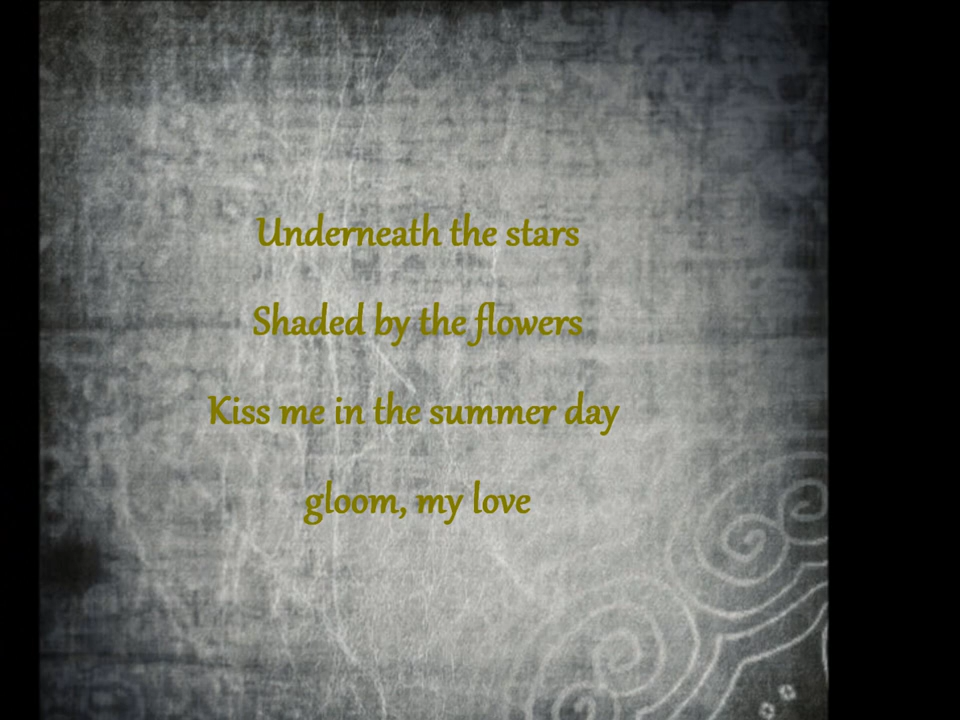 Underneath the stars
Shaded by the flowers
Kiss me in the summer day
gloom, my love